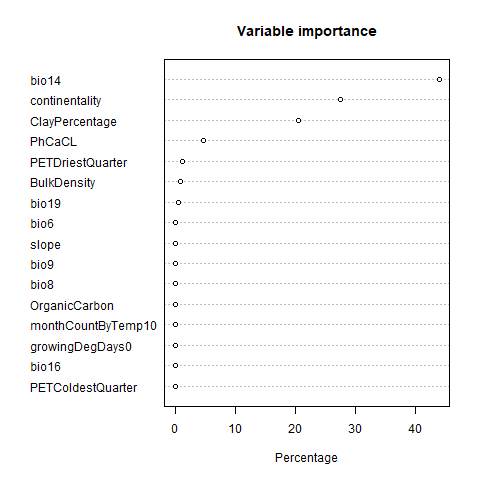 Variable importance
bio14
continentality
ClayPercentage
PhCaCL
PETDriestQuarter
BulkDensity
bio19
bio6
slope
bio9
bio8
OrganicCarbon
monthCountByTemp10
growingDegDays0
bio16
PETColdestQuarter
0 10 20 30 40
Percentage